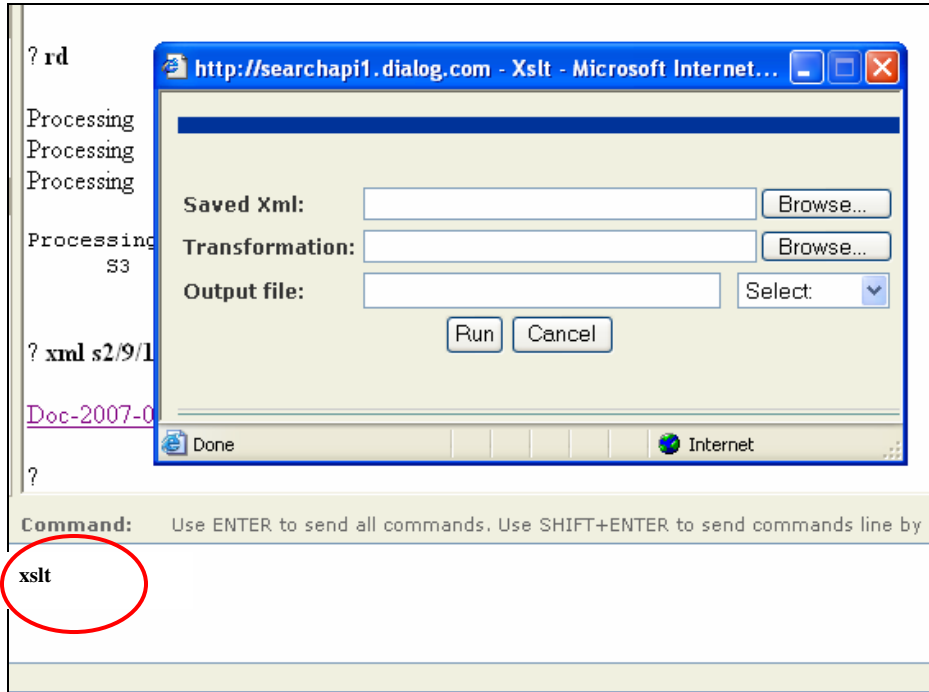 ? rd
Processing
Processing
Processing
Processing
S3
? xml s2/9/1
Doc-2007-0
?
http://searchapi1.dialog.com - Xslt - Microsoft Internet...
Saved Xml:
Browse...
Transformation:
Browse...
Output file:
Select:
Run
Cancel
Done
Internet
Command: Use ENTER to send all commands. Use SHIFT+ENTER to send commands line by
xslt